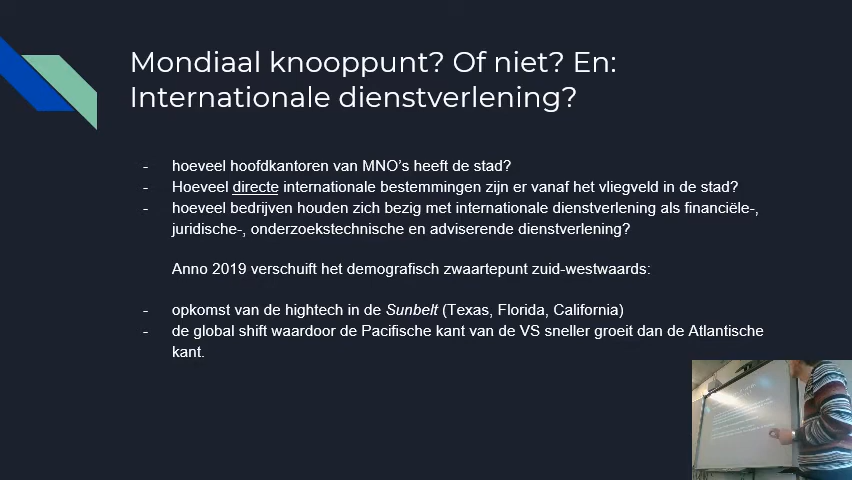 Mondiaal knooppunt? Of niet? En:
Internationale dienstverlening?
- hoeveel hoofdkantoren van MNO's heeft de stad?
- Hoeveel directe internationale bestemmingen zijn er vanaf het vliegveld in de stad?
- hoeveel bedrijven houden zich bezig met internationale dienstverlening als financiële-,
juridische-, onderzoekstechnische en adviserende dienstverlening?
Anno 2019 verschuift het demografisch zwaartepunt zuid-westwaards:
- opkomst van de hightech in de Sunbelt (Texas, Florida, California)
- de global shift waardoor de Pacifische kant van de VS sneller groeit dan de Atlantische
kant.